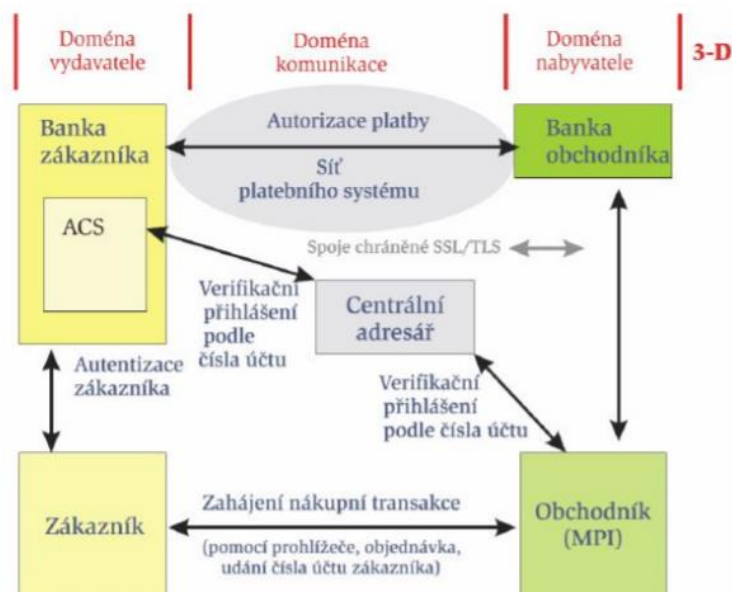 Doména
vydavatele
Doména
komunikace
Doména
nabyvatele
3-D
Banka
zákazníka
ACS
Autorizace platby
Síť
platebního systému
Banka
obchodníka
Spoje chráněné SSL/TLS
Verifikační
přihlášení
podle
čísla účtu
Centrální
adresář
Autentizace
zákazníka
Verifikační
přihlášení
podle čísla účtu
Zákazník
Zahájení nákupní transakce
(pomocí prohlížeče, objednávka,
udání čísla účtu zákazníka)
Obchodník
(MPI)